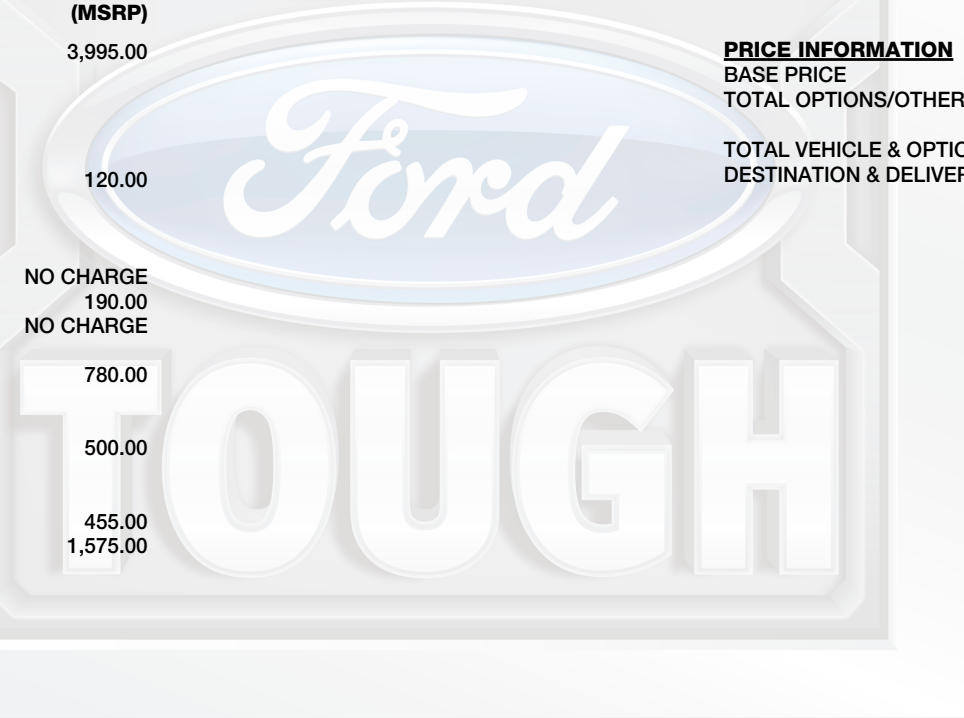 (MSRP)
3,995.00
120.00
NO CHARGE
190.00
NO CHARGE
780.00
500.00
455.00
1,575.00
PRICE INFORMATION
BASE PRICE
TOTAL OPTIONS/OTHER
TOTAL VEHICLE & OPTIO
DESTINATION & DELIVER
Ford
TOUGH